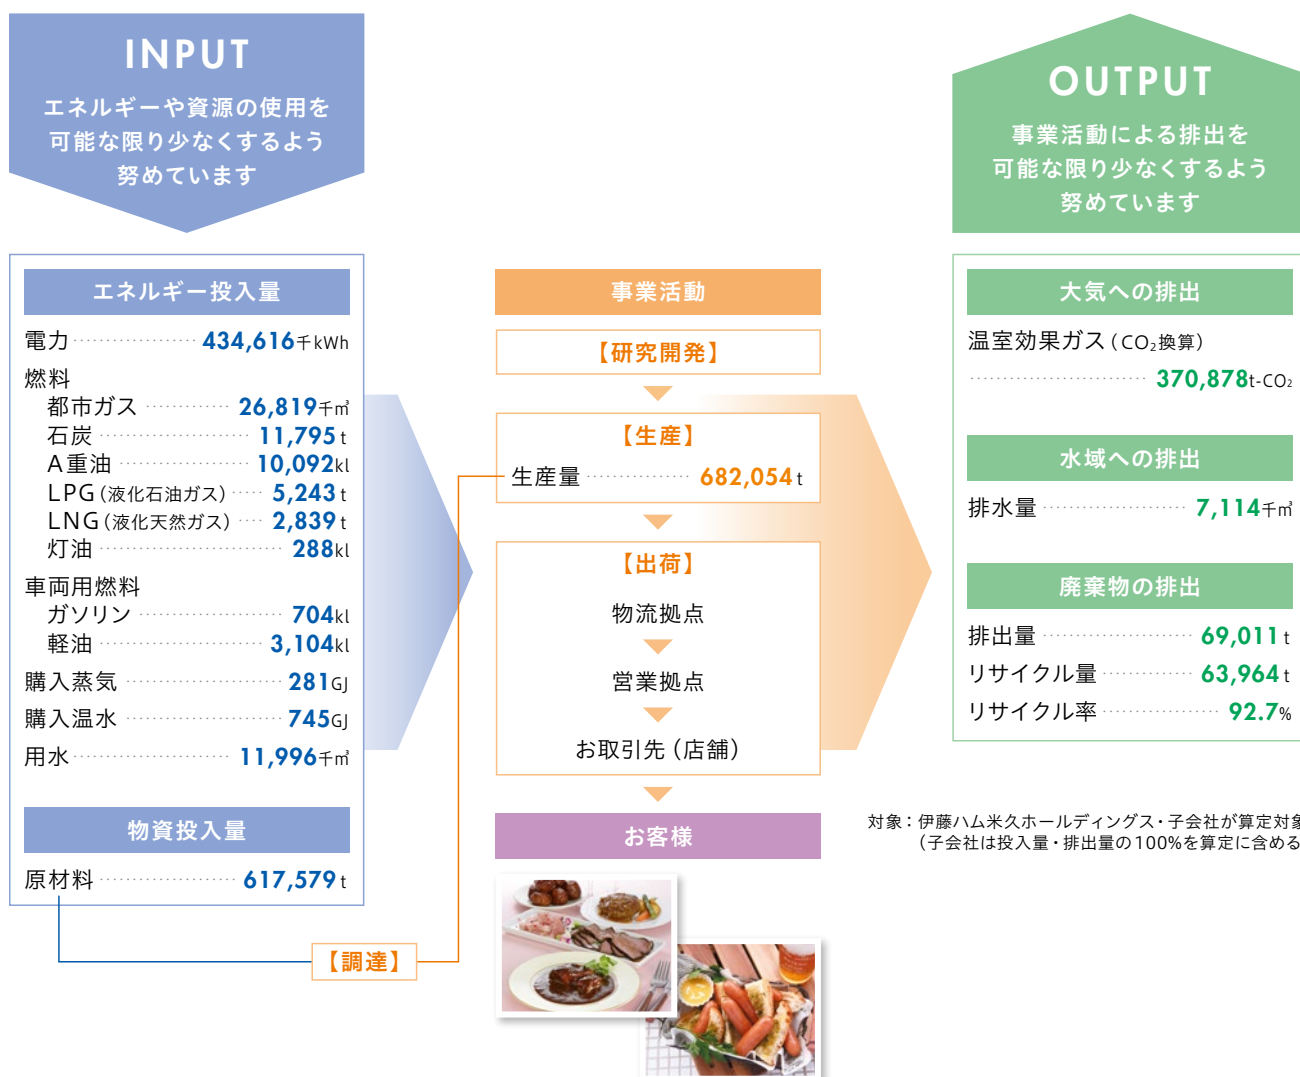 INPUT
エネルギーや資源の使用を
可能な限り少なくするよう
努めています
エネルギー投入量
電力 434,616千kWh
燃料
都市ガス 26,819千㎥
石炭 11,795t
A重油 10,092kl
LPG(液化石油ガス) 5,243t
LNG(液化天然ガス) 2,839t
灯油 288kl
車両用燃料
ガソリン 704kl
軽油 3,104kl
購入蒸気 281GJ
購入温水 745GJ
用水 11,996千㎥
物資投入量
原材料 617,579t
【調達】
事業活動
【研究開発】
【生産】
生産量 682,054t
【出荷】
物流拠点
営業拠点
お取引先(店舗)
お客様
OUTPUT
事業活動による排出を
可能な限り少なくするよう
努めています
大気への排出
温室効果ガス(CO₂換算)
370,878t-CO₂
水域への排出
排水量 7,114千㎥
廃棄物の排出
排出量 69,011t
リサイクル量 63,964t
リサイクル率 92.7%
対象：伊藤ハム米久ホールディングス・子会社が算定対象
(子会社は投入量・排出量の100%を算定に含める